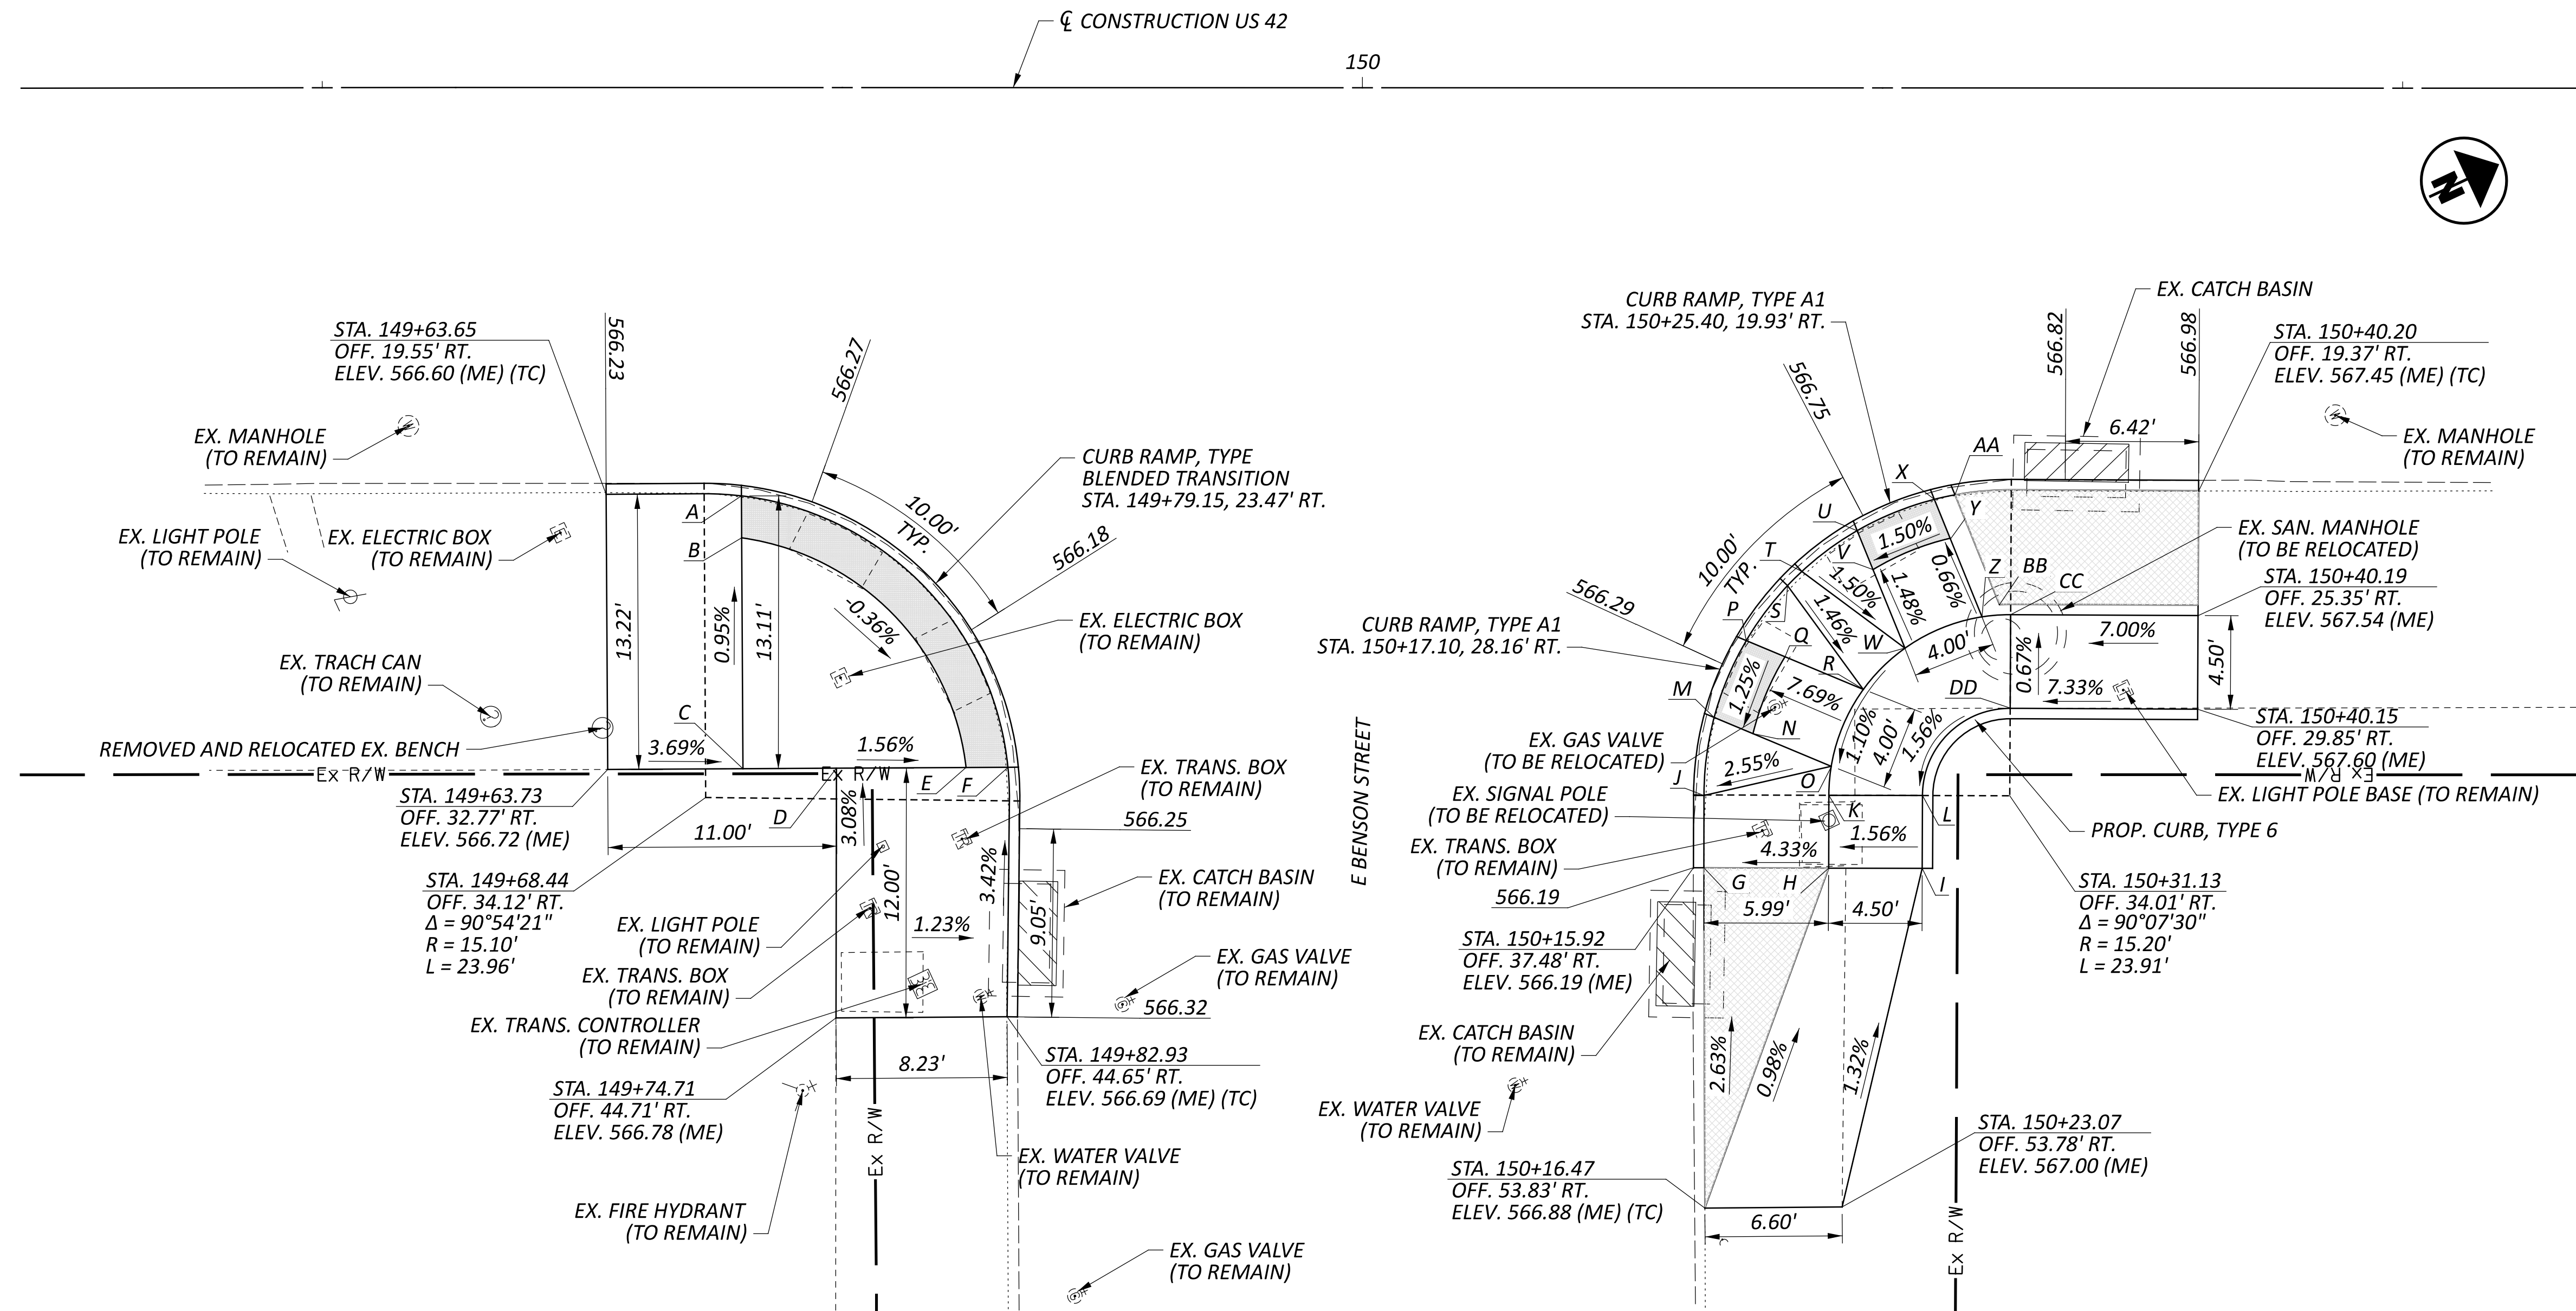 ℄ CONSTRUCTION US 42
150
N
STA. 149+63.65
OFF. 19.55' RT.
ELEV. 566.60 (ME) (TC)
566.23
566.27
EX. MANHOLE
(TO REMAIN)
M
EX. LIGHT POLE
(TO REMAIN)
EX. ELECTRIC BOX
(TO REMAIN)
E
EX. TRACH CAN
(TO REMAIN)
?
?
REMOVED AND RELOCATED EX. BENCH
Ex R/W
Ex R/W
CURB RAMP, TYPE
BLENDED TRANSITION
STA. 149+79.15, 23.47' RT.
10.00'
TYP.
566.18
EX. ELECTRIC BOX
(TO REMAIN)
E
A
B
C
D
E
F
13.22'
0.95%
13.11'
-0.36%
3.69%
1.56%
STA. 149+63.73
OFF. 32.77' RT.
ELEV. 566.72 (ME)
11.00'
3.08%
12.00'
3.42%
1.23%
9.05'
EX. TRANS. BOX
(TO REMAIN)
566.25
STA. 149+68.44
OFF. 34.12' RT.
Δ = 90°54'21"
R = 15.10'
L = 23.96'
EX. LIGHT POLE
(TO REMAIN)
EX. TRANS. BOX
(TO REMAIN)
EX. TRANS. CONTROLLER
(TO REMAIN)
EX. CATCH BASIN
(TO REMAIN)
EX. GAS VALVE
(TO REMAIN)
566.32
STA. 149+74.71
OFF. 44.71' RT.
ELEV. 566.78 (ME)
8.23'
STA. 149+82.93
OFF. 44.65' RT.
ELEV. 566.69 (ME) (TC)
Ex R/W
EX. WATER VALVE
(TO REMAIN)
EX. FIRE HYDRANT
(TO REMAIN)
EX. GAS VALVE
(TO REMAIN)
E BENSON STREET
CURB RAMP, TYPE A1
STA. 150+25.40, 19.93' RT.
566.75
10.00'
TYP.
566.29
CURB RAMP, TYPE A1
STA. 150+17.10, 28.16' RT.
EX. CATCH BASIN
566.82
566.98
6.42'
STA. 150+40.20
OFF. 19.37' RT.
ELEV. 567.45 (ME) (TC)
M
EX. MANHOLE
(TO REMAIN)
EX. SAN. MANHOLE
(TO BE RELOCATED)
STA. 150+40.19
OFF. 25.35' RT.
ELEV. 567.54 (ME)
AA
X
U
Y
T
V
Z
BB
CC
P
S
Q
R
W
M
N
DD
J
O
K
L
G
H
I
1.50%
1.50%
1.48%
0.66%
1.46%
1.25%
7.69%
4.00'
1.10%
4.00'
1.56%
0.67%
7.00%
7.33%
4.50'
2.55%
4.33%
1.56%
EX. GAS VALVE
(TO BE RELOCATED)
EX. SIGNAL POLE
(TO BE RELOCATED)
EX. TRANS. BOX
(TO REMAIN)
566.19
STA. 150+40.15
OFF. 29.85' RT.
ELEV. 567.60 (ME)
Ex R/W
EX. LIGHT POLE BASE (TO REMAIN)
PROP. CURB, TYPE 6
5.99'
4.50'
STA. 150+15.92
OFF. 37.48' RT.
ELEV. 566.19 (ME)
STA. 150+31.13
OFF. 34.01' RT.
Δ = 90°07'30"
R = 15.20'
L = 23.91'
EX. CATCH BASIN
(TO REMAIN)
2.63%
0.98%
1.32%
EX. WATER VALVE
(TO REMAIN)
STA. 150+16.47
OFF. 53.83' RT.
ELEV. 566.88 (ME) (TC)
6.60'
STA. 150+23.07
OFF. 53.78' RT.
ELEV. 567.00 (ME)
Ex R/W